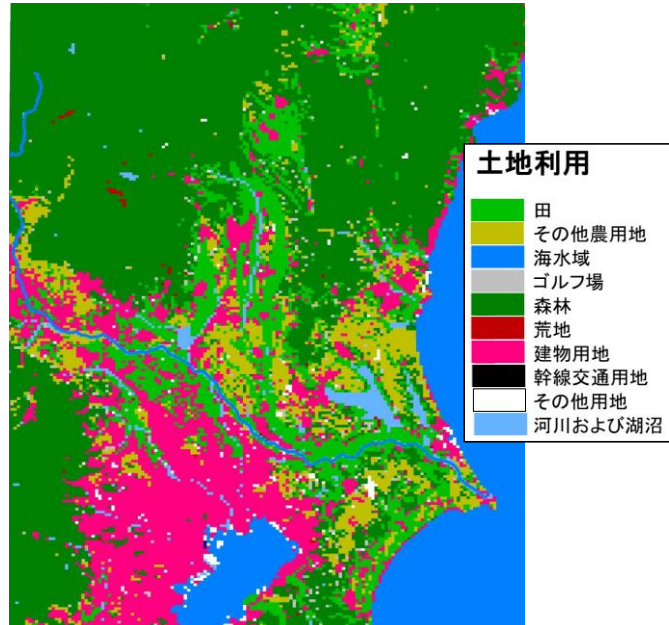 土地利用
田
その他農用地
海水域
ゴルフ場
森林
荒地
建物用地
幹線交通用地
その他用地
河川および湖沼